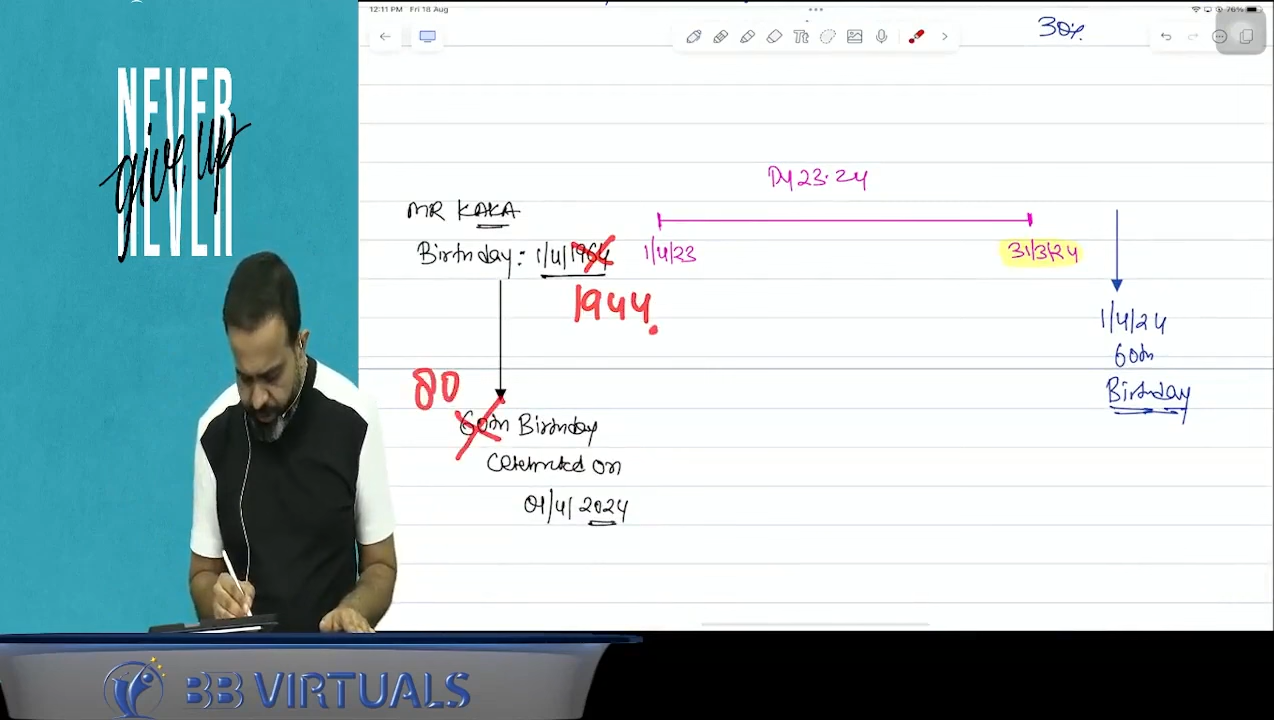 12:11 PM Fri 18 Aug
76%
30%
NEVER
give up
NEVER
PY 23-24
MR KAKA
Birthday: 1/4/1964
1/4/23
31/3/24
1944.
1/4/24
60th
Birthday
80
60th Birthday
Celebrated on
01/4/2024
BB VIRTUALS